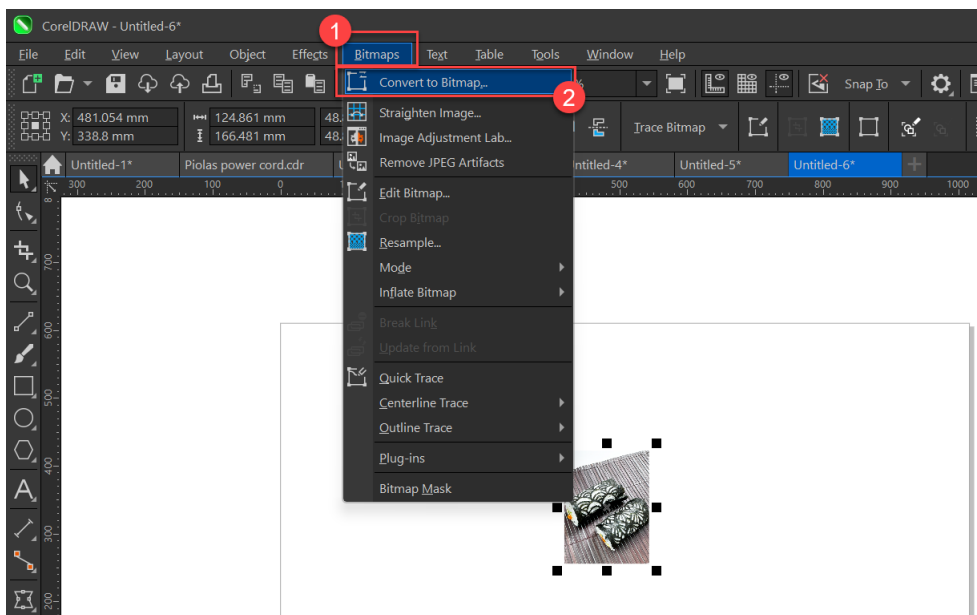 CorelDRAW - Untitled-6*
1
File Edit View Layout Object Effects Bitmaps Text Table Tools Window Help
Convert to Bitmap...
2
Snap To
X: 481.054 mm
Y: 338.8 mm
124.861 mm
166.481 mm
48.
48.
Straighten Image...
Image Adjustment Lab...
Remove JPEG Artifacts
Trace Bitmap
Untitled-1* Piolas power cord.cdr ntitled-4* Untitled-5* Untitled-6*
300 200 100 0 500 600 700 800 900 1000
Edit Bitmap...
Crop Bitmap
Resample...
Mode
Inflate Bitmap
Break Link
Update from Link
Quick Trace
Centerline Trace
Outline Trace
Plug-ins
Bitmap Mask
600
500
400
300
200